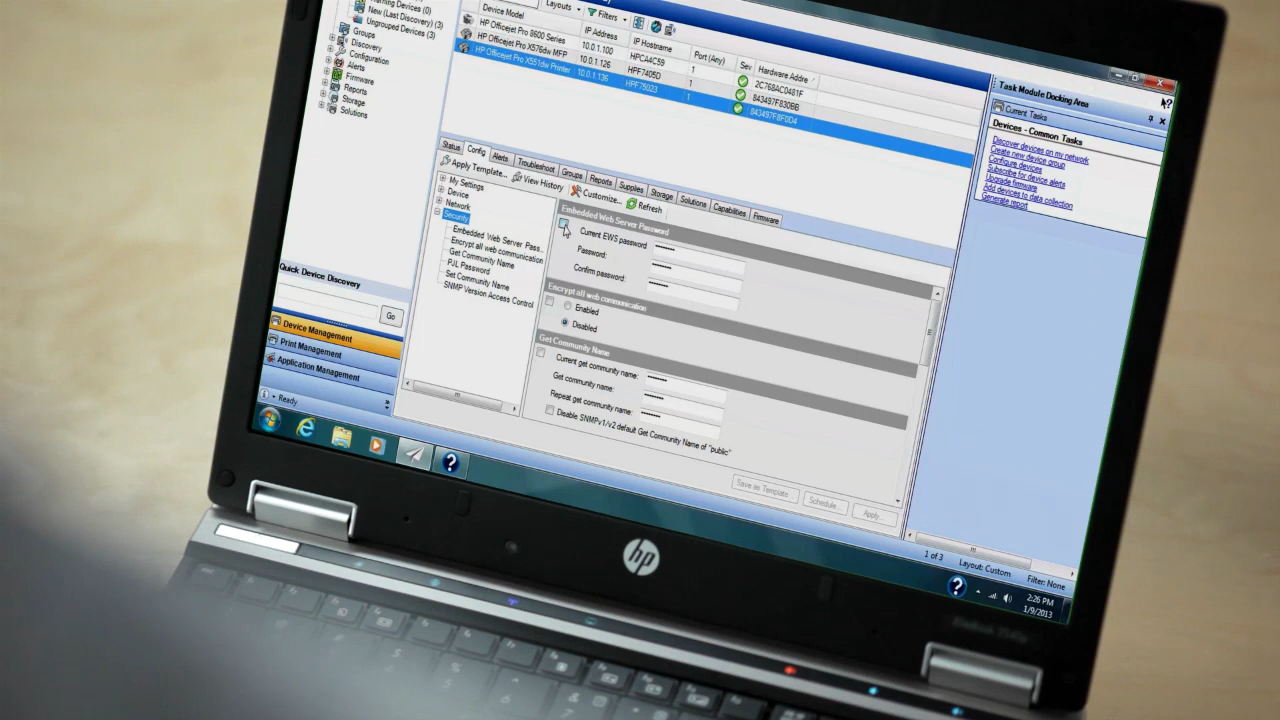 Warning Devices (0)
New (Last Discovery) (3)
Ungrouped Devices (3)
Groups
Discovery
Configuration
Alerts
Firmware
Reports
Storage
Solutions
Layouts
Filters
Device Model
IP Address
IP Hostname
Port (Any)
Sev
Hardware Addre
HP Officejet Pro 8600 Series
10.0.1.100
HPCA4C59
1
2C768AC0481F
HP Officejet Pro X576dw MFP
10.0.1.126
HPF7405D
1
843497F830BB
HP Officejet Pro X551dw Printer
10.0.1.136
HPF75023
1
843497F8F0D4
Task Module Docking Area
Current Tasks
Devices - Common Tasks
Discover devices on my network
Create new device group
Configure devices
Subscribe for device alerts
Upgrade firmware
Add devices to data collection
Generate report
Status
Config
Alerts
Troubleshoot
Groups
Reports
Supplies
Storage
Solutions
Capabilities
Firmware
Apply Template...
View History
Customize...
Refresh
My Settings
Device
Network
Security
Embedded Web Server Pass..
Encrypt all web communication
Get Community Name
PJL Password
Set Community Name
SNMP Version Access Control
Embedded Web Server Password
Current EWS password
Password:
Confirm password:
Encrypt all web communication
Enabled
Disabled
Get Community Name
Current get community name:
Get community name:
Repeat get community name:
Disable SNMPv1/v2 default Get Community Name of "public"
Save as Template...
Schedule...
Apply...
Quick Device Discovery
Go
Device Management
Print Management
Application Management
Ready
1 of 3
Layout: Custom
Filter: None
2:26 PM
1/9/2013
hp